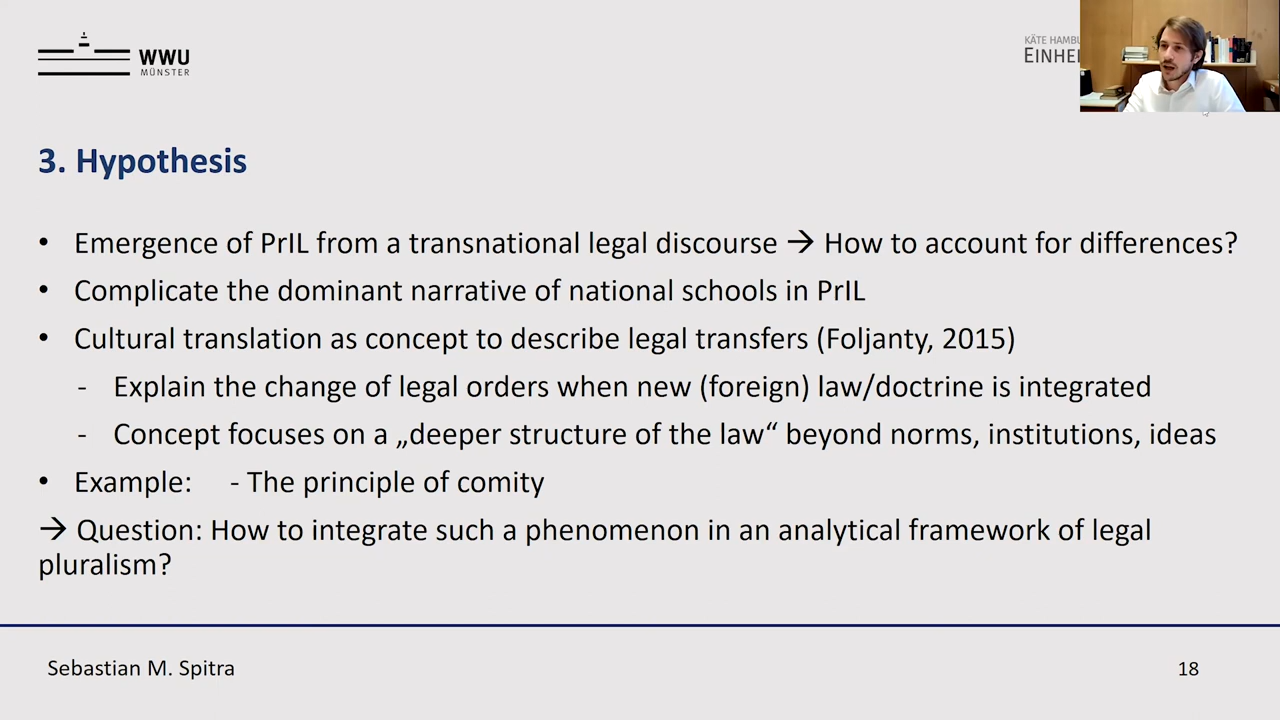 WWU
MÜNSTER
KÄTE HAMBU
EINHEI
3. Hypothesis
• Emergence of PrIL from a transnational legal discourse → How to account for differences?
• Complicate the dominant narrative of national schools in PrIL
• Cultural translation as concept to describe legal transfers (Foljanty, 2015)
- Explain the change of legal orders when new (foreign) law/doctrine is integrated
- Concept focuses on a „deeper structure of the law“ beyond norms, institutions, ideas
• Example: - The principle of comity
→ Question: How to integrate such a phenomenon in an analytical framework of legal
pluralism?
Sebastian M. Spitra
18